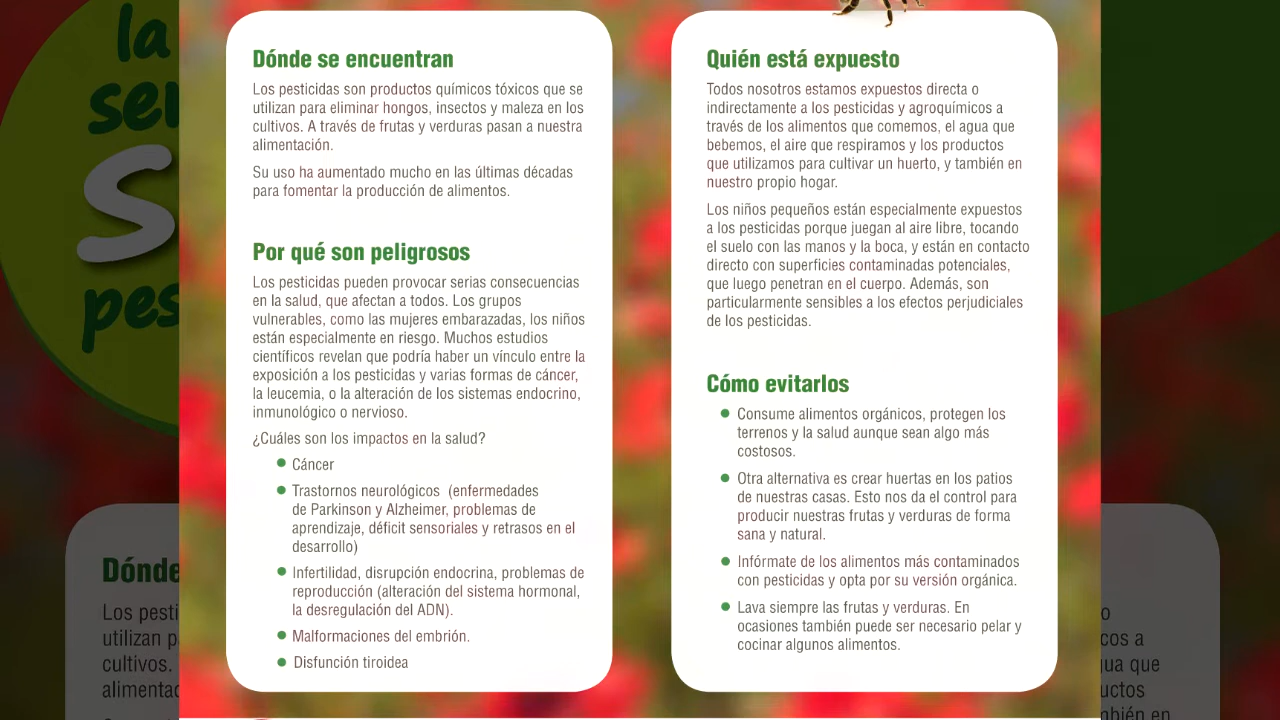 Dónde se encuentran
Los pesticidas son productos químicos tóxicos que se
utilizan para eliminar hongos, insectos y maleza en los
cultivos. A través de frutas y verduras pasan a nuestra
alimentación.
Su uso ha aumentado mucho en las últimas décadas
para fomentar la producción de alimentos.
Por qué son peligrosos
Los pesticidas pueden provocar serias consecuencias
en la salud, que afectan a todos. Los grupos
vulnerables, como las mujeres embarazadas, los niños
están especialmente en riesgo. Muchos estudios
científicos revelan que podría haber un vínculo entre la
exposición a los pesticidas y varias formas de cáncer,
la leucemia, o la alteración de los sistemas endocrino,
inmunológico o nervioso.
¿Cuáles son los impactos en la salud?
Cáncer
Trastornos neurológicos (enfermedades
de Parkinson y Alzheimer, problemas de
aprendizaje, déficit sensoriales y retrasos en el
desarrollo)
Infertilidad, disrupción endocrina, problemas de
reproducción (alteración del sistema hormonal,
la desregulación del ADN).
Malformaciones del embrión.
Disfunción tiroidea
Quién está expuesto
Todos nosotros estamos expuestos directa o
indirectamente a los pesticidas y agroquímicos a
través de los alimentos que comemos, el agua que
bebemos, el aire que respiramos y los productos
que utilizamos para cultivar un huerto, y también en
nuestro propio hogar.
Los niños pequeños están especialmente expuestos
a los pesticidas porque juegan al aire libre, tocando
el suelo con las manos y la boca, y están en contacto
directo con superficies contaminadas potenciales,
que luego penetran en el cuerpo. Además, son
particularmente sensibles a los efectos perjudiciales
de los pesticidas.
Cómo evitarlos
Consume alimentos orgánicos, protegen los
terrenos y la salud aunque sean algo más
costosos.
Otra alternativa es crear huertas en los patios
de nuestras casas. Esto nos da el control para
producir nuestras frutas y verduras de forma
sana y natural.
Infórmate de los alimentos más contaminados
con pesticidas y opta por su versión orgánica.
Lava siempre las frutas y verduras. En
ocasiones también puede ser necesario pelar y
cocinar algunos alimentos.
la
Dónde
Los
cultivos.